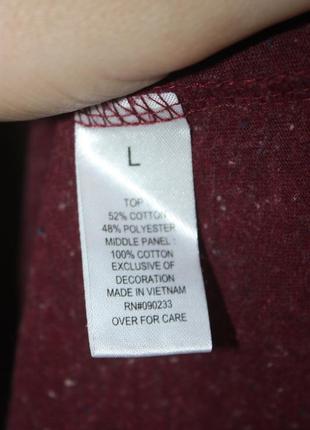 L
TOP
52% COTTON
48% POLYESTER
MIDDLE PANEL :
100% COTTON
EXCLUSIVE OF
DECORATION
MADE IN VIETNAM
RN#090233
OVER FOR CARE